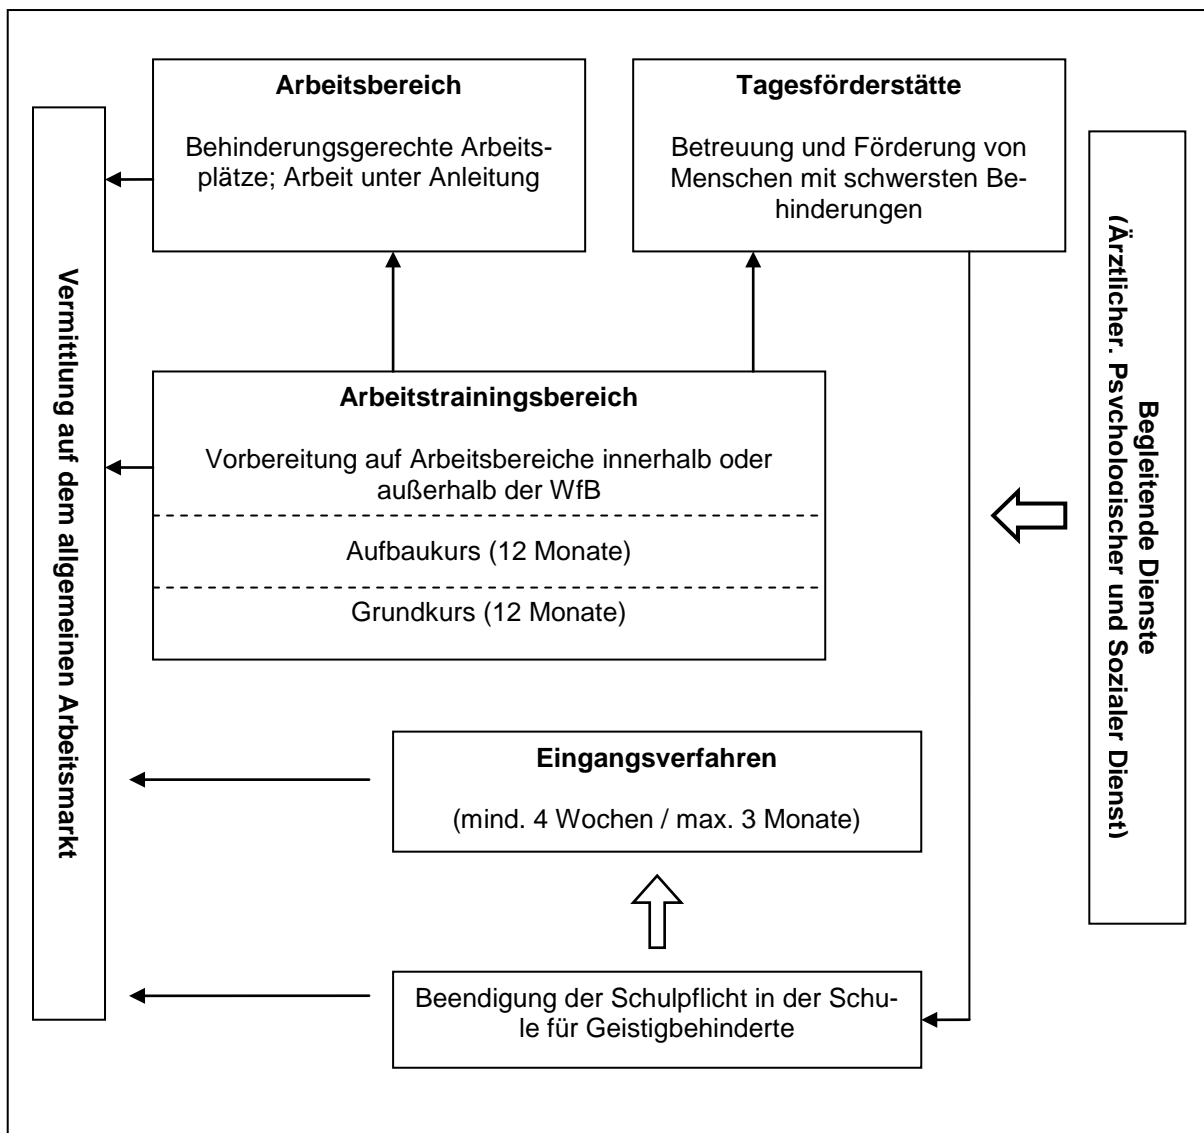 Arbeitsbereich
Behinderungsgerechte Arbeits-
plätze; Arbeit unter Anleitung
Tagesförderstätte
Betreuung und Förderung von
Menschen mit schwersten Be-
hinderungen
Vermittlung auf dem allgemeinen Arbeitsmarkt
Arbeitstrainingsbereich
Vorbereitung auf Arbeitsbereiche innerhalb oder
außerhalb der WfB
Aufbaukurs (12 Monate)
Grundkurs (12 Monate)
Begleitende Dienste
(Ärztlicher. Psychologischer und Sozialer Dienst)
Eingangsverfahren
(mind. 4 Wochen / max. 3 Monate)
Beendigung der Schulpflicht in der Schu-
le für Geistigbehinderte